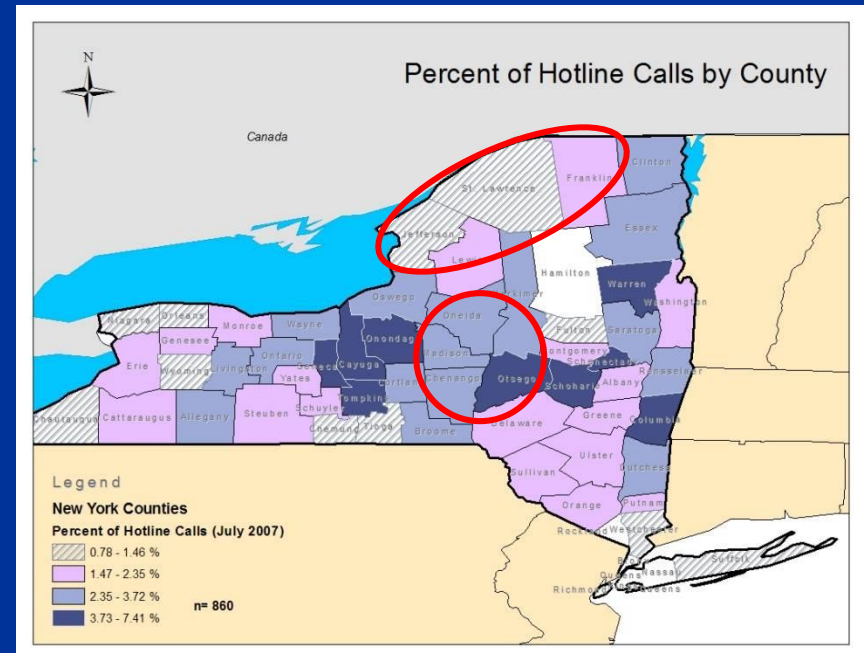 N
Percent of Hotline Calls by County
Canada
Clinton
Franklin
St. Lawrence
Essex
Jefferson
Lewis
Hamilton
Warren
Washington
Oswego
Oneida
Fulton
Saratoga
Niagara
Orleans
Monroe
Wayne
Genesee
Onondaga
Madison
Montgomery
Schenectady
Erie
Wyoming
Livingston
Ontario
Seneca
Cayuga
Yates
Cortland
Chenango
Otsego
Schoharie
Albany
Rensselaer
Tompkins
Chautauqua
Cattaraugus
Allegany
Steuben
Schuyler
Chemung
Tioga
Broome
Delaware
Greene
Columbia
Ulster
Dutchess
Sullivan
Orange
Putnam
Rockland
Westchester
Nassau
Suffolk
Queens
Richmond
Queens
Legend
New York Counties
Percent of Hotline Calls (July 2007)
0.78 - 1.46 %
1.47 - 2.35 %
2.35 - 3.72 %
3.73 - 7.41 %
n= 860